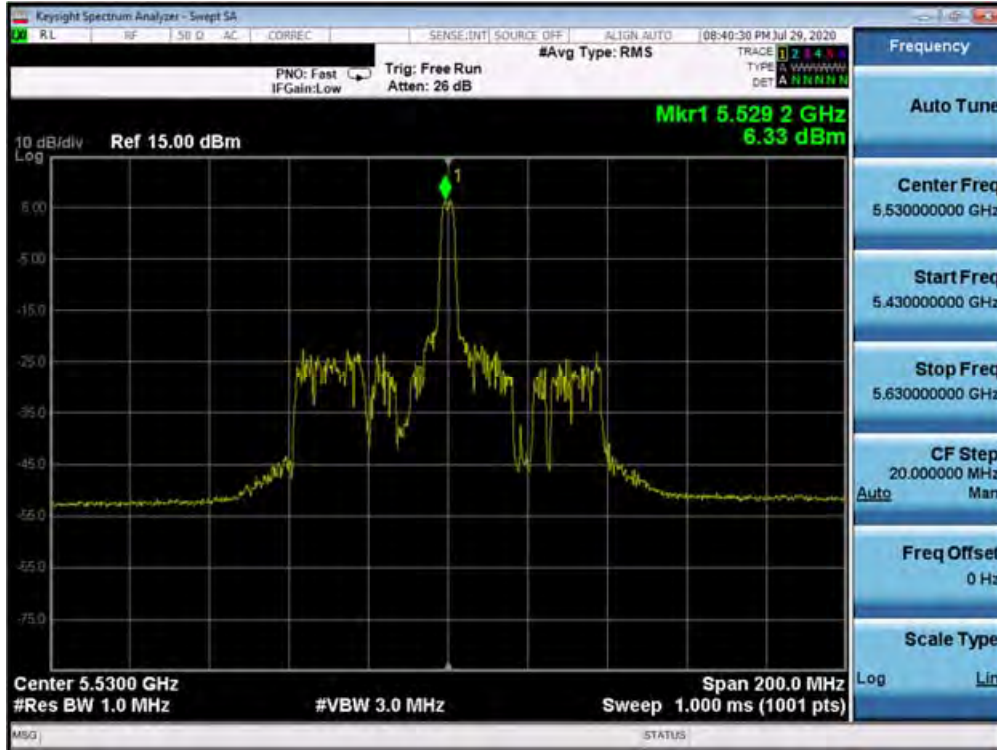 Keysight Spectrum Analyzer - Swept SA
LXI RL RF 50 Ω AC CORREC SENSE:INT SOURCE OFF ALIGN AUTO 08:40:30 PM Jul 29, 2020
#Avg Type: RMS
TRACE 1 2 3 4 5 6
PNO: Fast Trig: Free Run
TYPE A WWWWW
IFGain:Low Atten: 26 dB
DET A N N N N N
Mkr1 5.529 2 GHz
6.33 dBm
10 dB/div Ref 15.00 dBm
Log
1
5.00
-5.00
-15.0
-25.0
-35.0
-45.0
-55.0
-65.0
-75.0
Center 5.5300 GHz Span 200.0 MHz
#Res BW 1.0 MHz #VBW 3.0 MHz Sweep 1.000 ms (1001 pts)
MSG STATUS
Frequency
Auto Tune
Center Freq
5.530000000 GHz
Start Freq
5.430000000 GHz
Stop Freq
5.630000000 GHz
CF Step
20.000000 MHz
Auto Man
Freq Offset
0 Hz
Scale Type
Log Lin